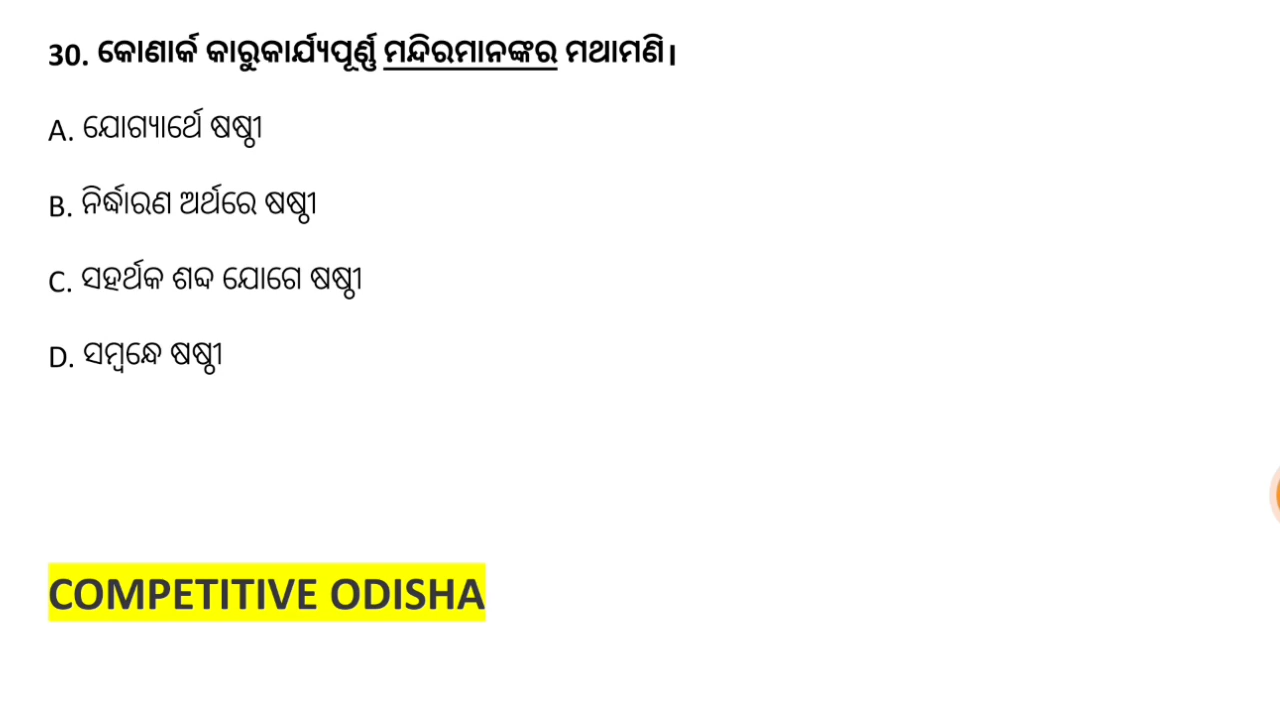 30. କୋଣାର୍କ କାରୁକାର୍ଯ୍ୟପୂର୍ଣ୍ଣ ମନ୍ଦିରମାନଙ୍କର ମଥାମଣି।
A. ଯୋଗ୍ୟାର୍ଥେ ଷଷ୍ଠୀ
B. ନିର୍ଦ୍ଧାରଣ ଅର୍ଥରେ ଷଷ୍ଠୀ
C. ସହର୍ଥକ ଶବ୍ଦ ଯୋଗେ ଷଷ୍ଠୀ
D. ସମ୍ବନ୍ଧେ ଷଷ୍ଠୀ
COMPETITIVE ODISHA